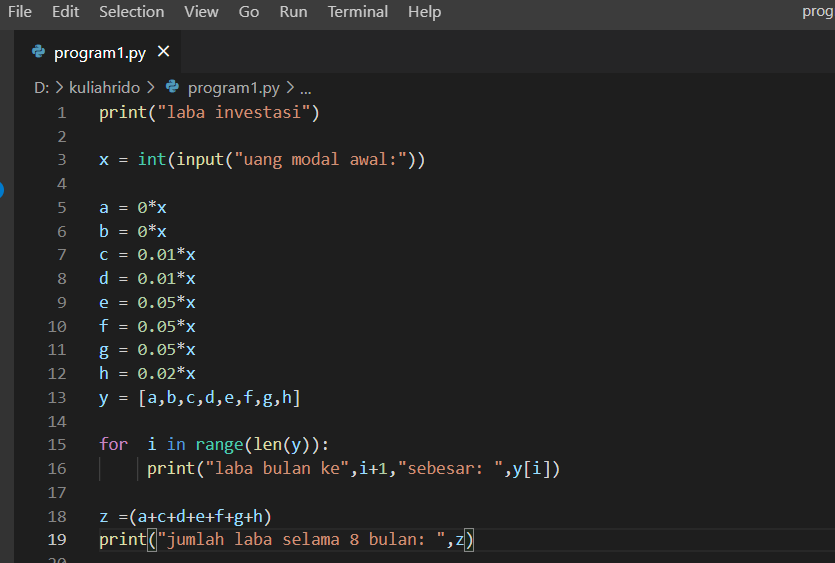 File Edit Selection View Go Run Terminal Help prog
program1.py ×
D: > kuliahrido > program1.py > ...
1 print("laba investasi")
2
3 x = int(input("uang modal awal:"))
4
5 a = 0*x
6 b = 0*x
7 c = 0.01*x
8 d = 0.01*x
9 e = 0.05*x
10 f = 0.05*x
11 g = 0.05*x
12 h = 0.02*x
13 y = [a,b,c,d,e,f,g,h]
14
15 for  i in range(len(y)):
16      print("laba bulan ke",i+1,"sebesar: ",y[i])
17
18 z =(a+c+d+e+f+g+h)
19 print("jumlah laba selama 8 bulan: ",z)
20